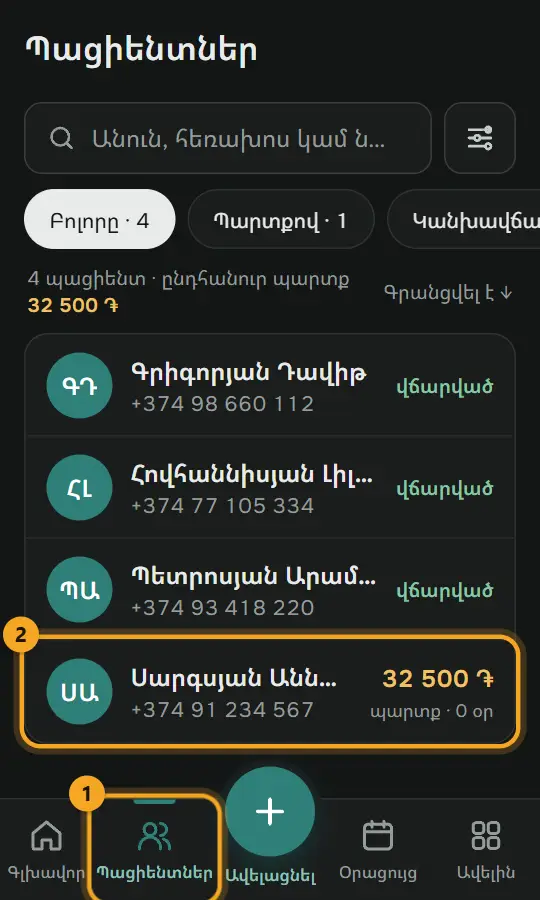 Պացիենտներ
Անուն, հեռախոս կամ ն...
Բոլորը · 4
Պարտքով · 1
Կանխավճա
4 պացիենտ · ընդհանուր պարտք
32 500 ֏
Գրանցվել է ↓
ԳԴ
Գրիգորյան Դավիթ
+374 98 660 112
վճարված
ՀԼ
Հովհաննիսյան Լիլ...
+374 77 105 334
վճարված
ՊԱ
Պետրոսյան Արամ...
+374 93 418 220
վճարված
2
ՍԱ
Սարգսյան Անն...
+374 91 234 567
32 500 ֏
պարտք · 0 օր
1
Գլխավոր
Պացիենտներ
Ավելացնել
Օրացույց
Ավելին